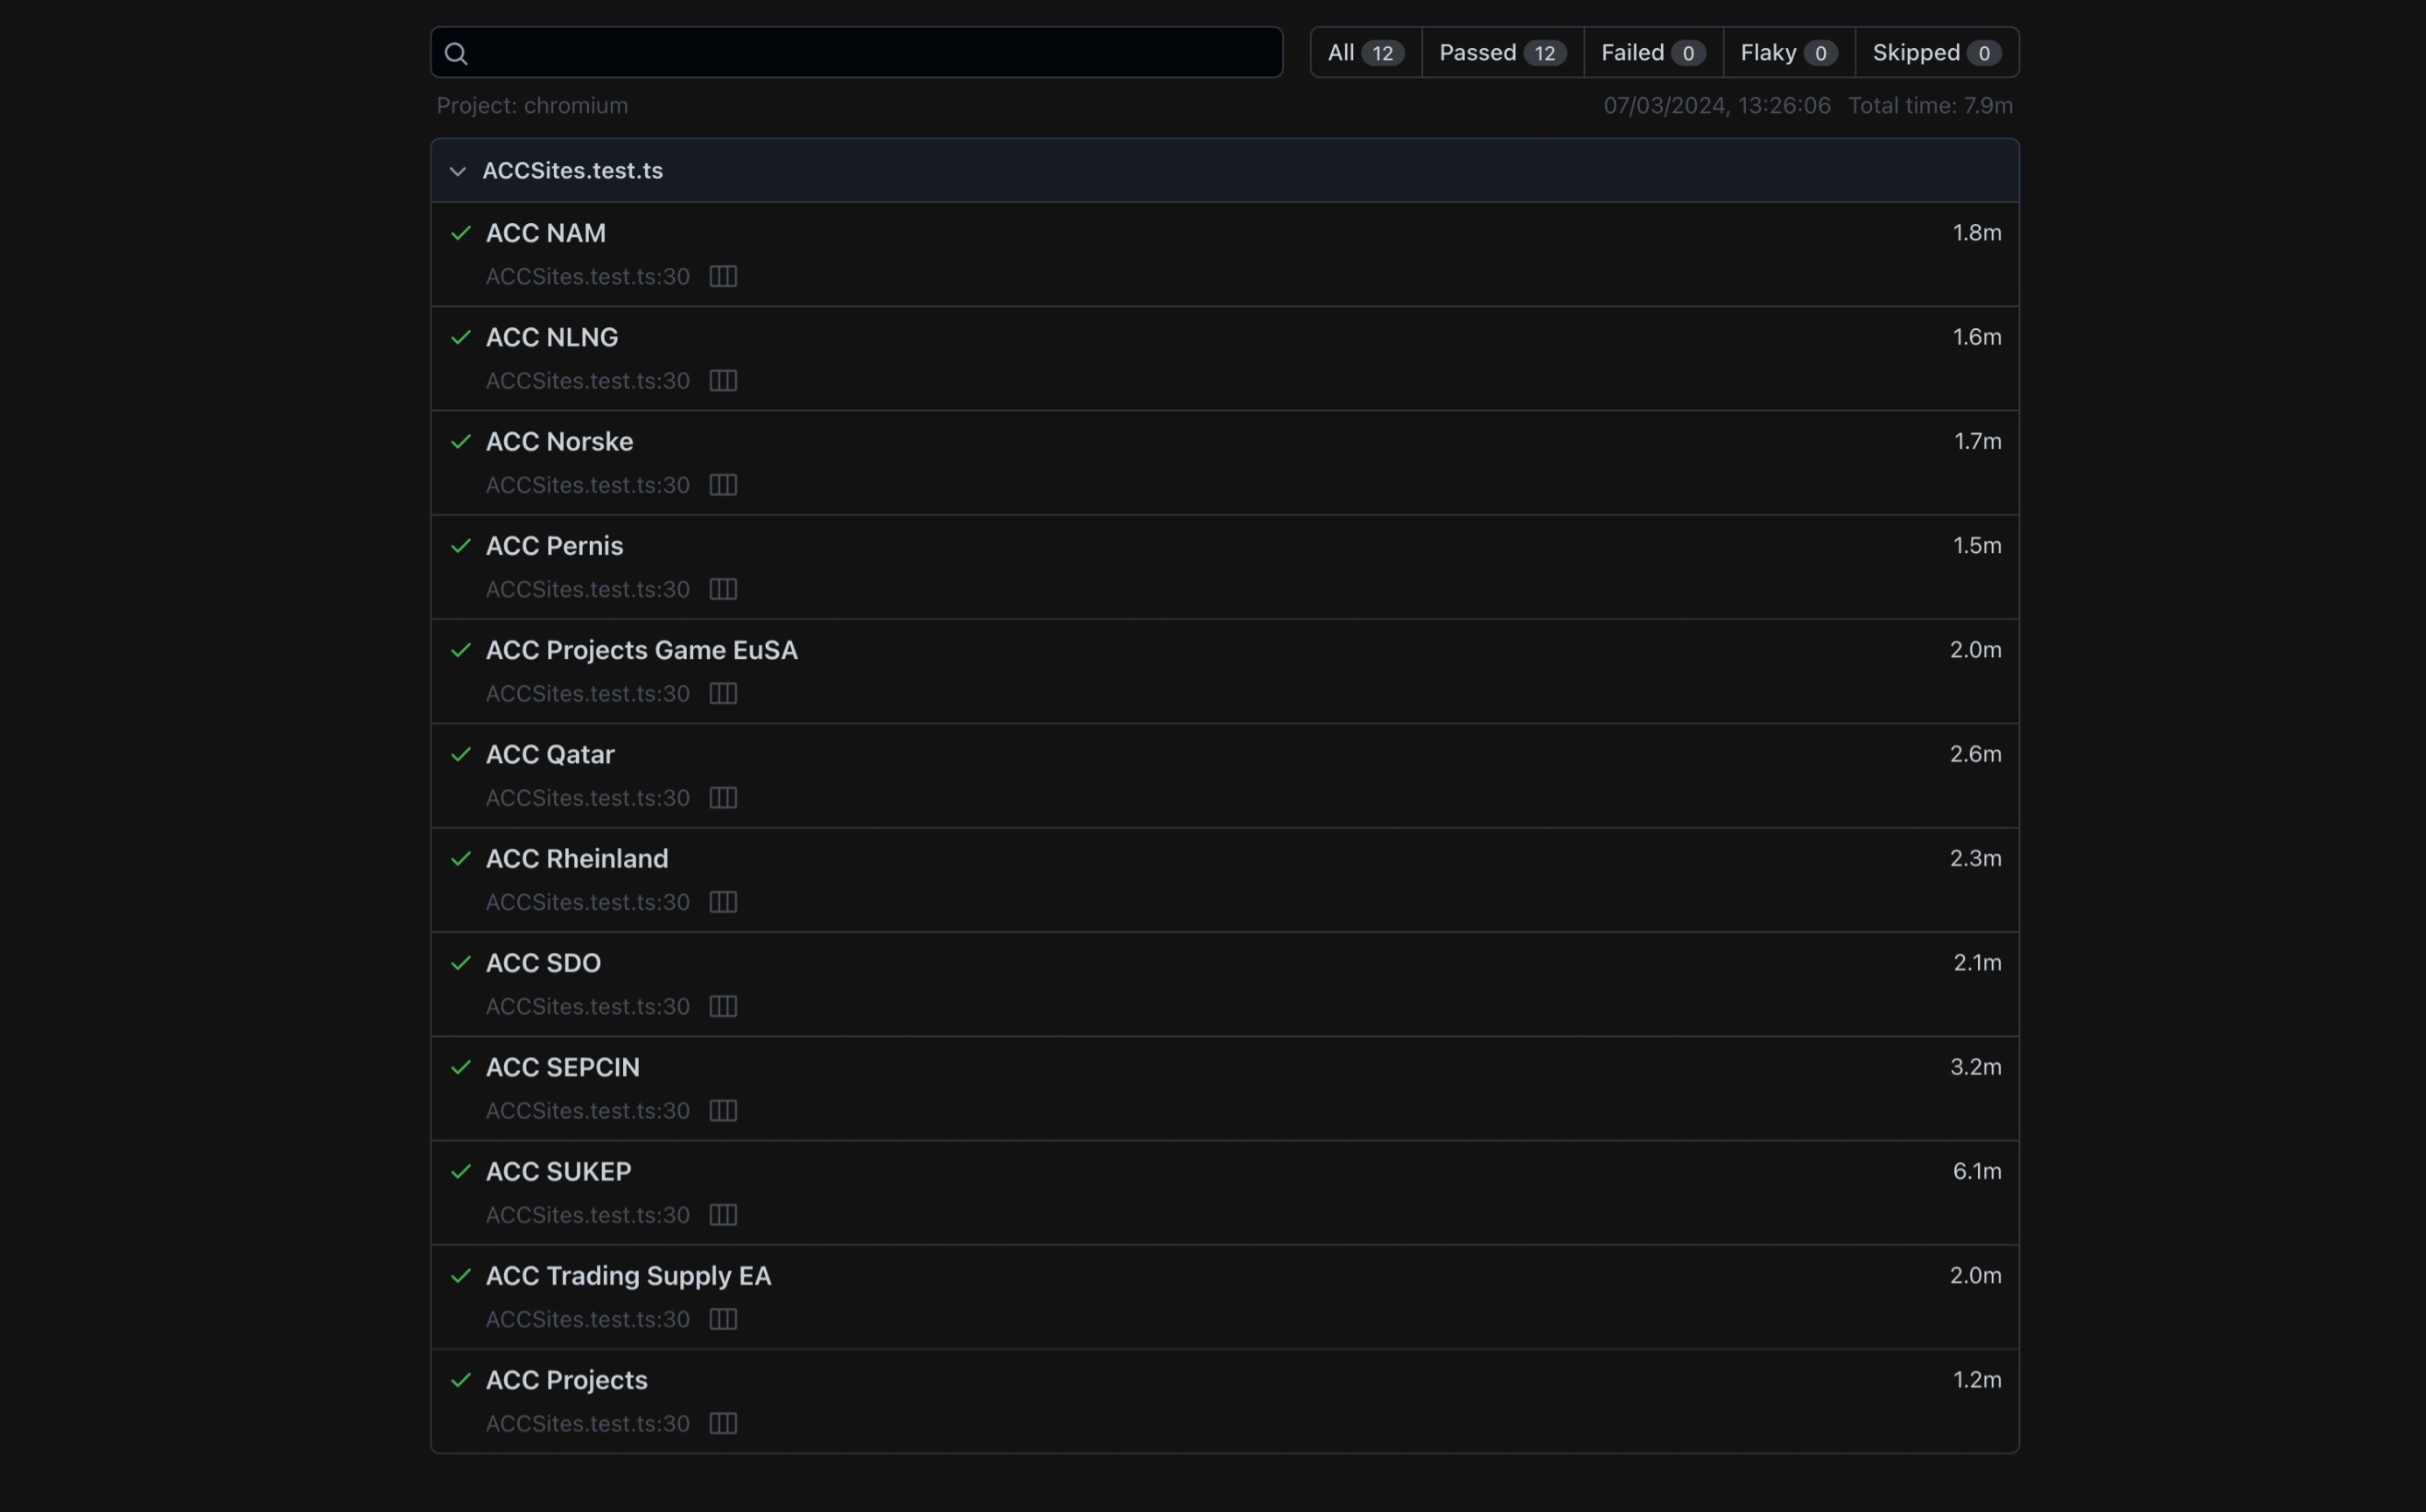 All 12 Passed 12 Failed 0 Flaky 0 Skipped 0
Project: chromium 07/03/2024, 13:26:06 Total time: 7.9m
ACCSites.test.ts
ACC NAM 1.8m
ACCSites.test.ts:30
ACC NLNG 1.6m
ACCSites.test.ts:30
ACC Norske 1.7m
ACCSites.test.ts:30
ACC Pernis 1.5m
ACCSites.test.ts:30
ACC Projects Game EuSA 2.0m
ACCSites.test.ts:30
ACC Qatar 2.6m
ACCSites.test.ts:30
ACC Rheinland 2.3m
ACCSites.test.ts:30
ACC SDO 2.1m
ACCSites.test.ts:30
ACC SEPCIN 3.2m
ACCSites.test.ts:30
ACC SUKEP 6.1m
ACCSites.test.ts:30
ACC Trading Supply EA 2.0m
ACCSites.test.ts:30
ACC Projects 1.2m
ACCSites.test.ts:30